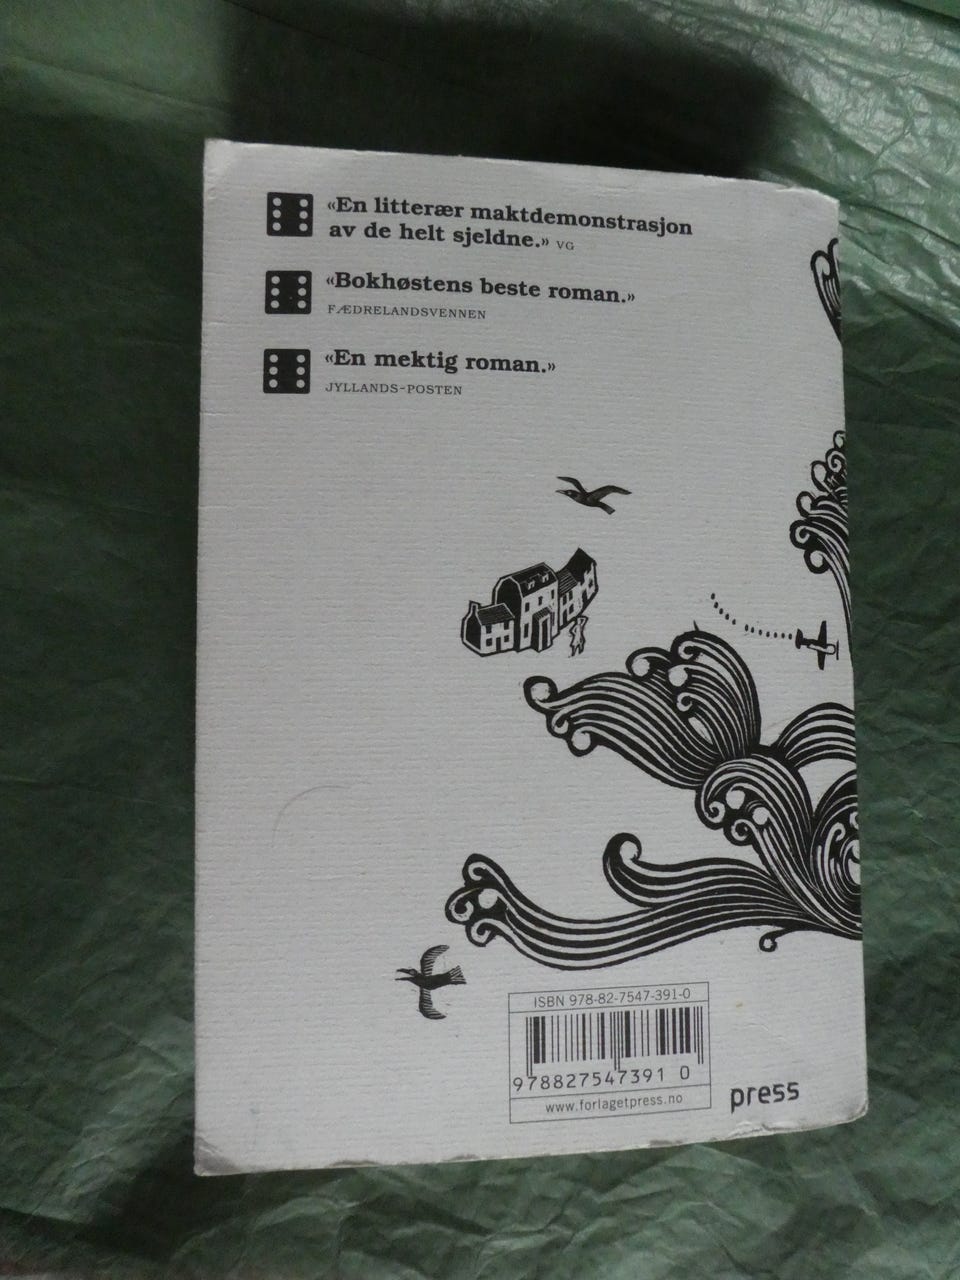 «En litterær maktdemonstrasjon
av de helt sjeldne.» VG
«Bokhøstens beste roman.»
FÆDRELANDSVENNEN
«En mektig roman.»
JYLLANDS-POSTEN
ISBN 978-82-7547-391-0
9788275473910
www.forlagetpress.no
press